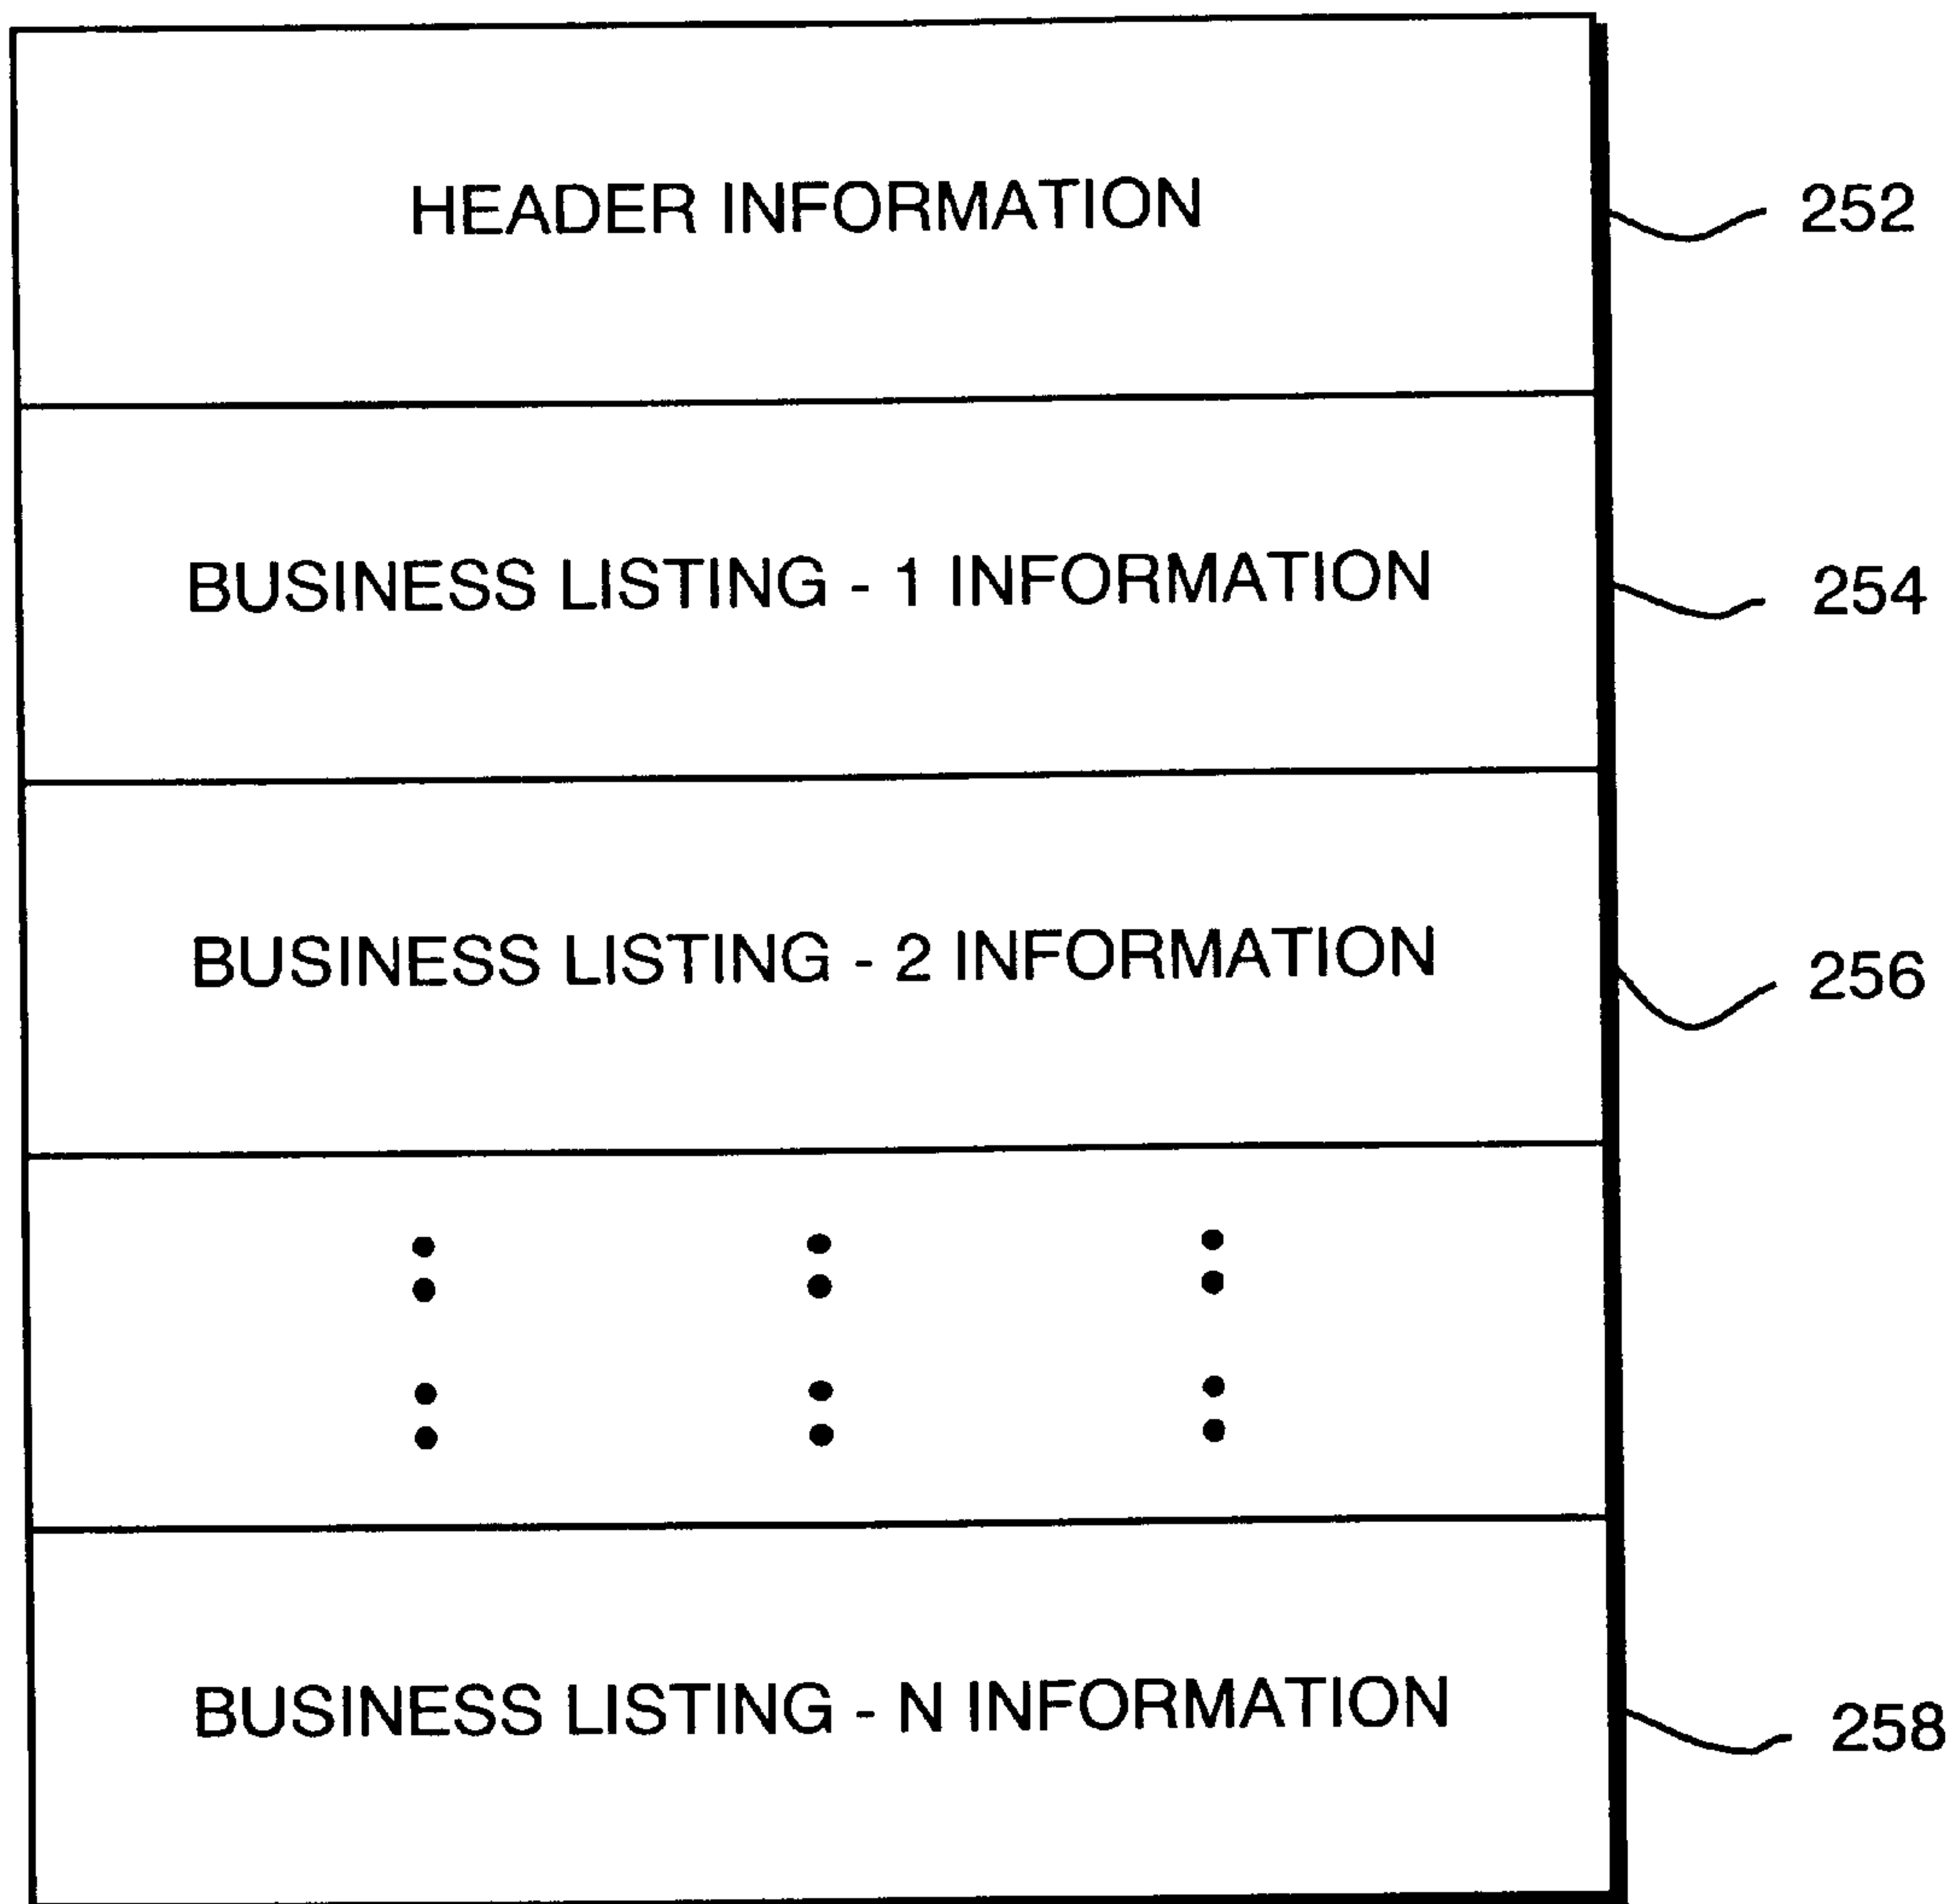 HEADER INFORMATION
252
BUSINESS LISTING - 1 INFORMATION
254
BUSINESS LISTING - 2 INFORMATION
256
BUSINESS LISTING - N INFORMATION
258